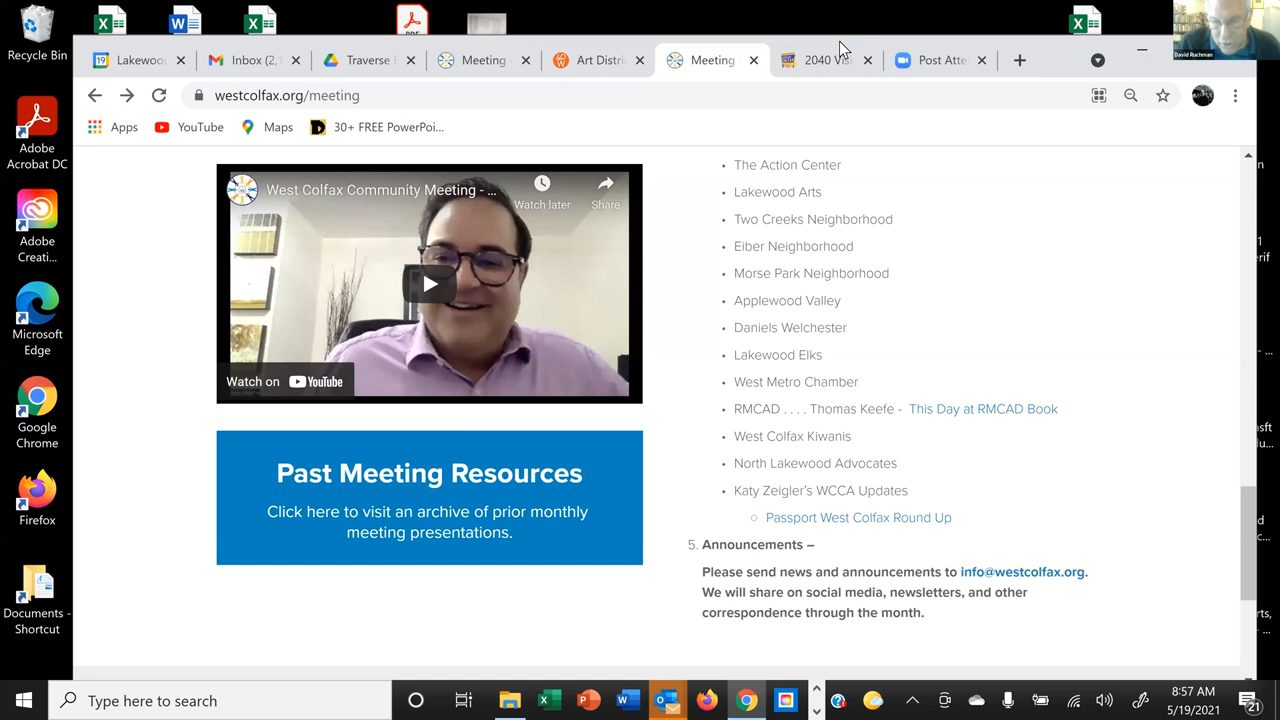 Recycle Bin
PDF
David Ruchman
19
Lakewoo
Inbox (2,
Traverse F
Member
Art Distri
Meeting
2040 Vis
Post Atte
westcolfax.org/meeting
Apps
YouTube
Maps
30+ FREE PowerPoi...
Adobe
Acrobat DC
Adobe
Creati...
Microsoft
Edge
Google
Chrome
Firefox
Documents -
Shortcut
West Colfax Community Meeting - ...
Watch later
Share
Watch on YouTube
Past Meeting Resources
Click here to visit an archive of prior monthly
meeting presentations.
• The Action Center
• Lakewood Arts
• Two Creeks Neighborhood
• Eiber Neighborhood
• Morse Park Neighborhood
• Applewood Valley
• Daniels Welchester
• Lakewood Elks
• West Metro Chamber
• RMCAD . . . . Thomas Keefe - This Day at RMCAD Book
• West Colfax Kiwanis
• North Lakewood Advocates
• Katy Zeigler's WCCA Updates
○ Passport West Colfax Round Up
5. Announcements –
Please send news and announcements to info@westcolfax.org.
We will share on social media, newsletters, and other
correspondence through the month.
Type here to search
8:57 AM
5/19/2021
21